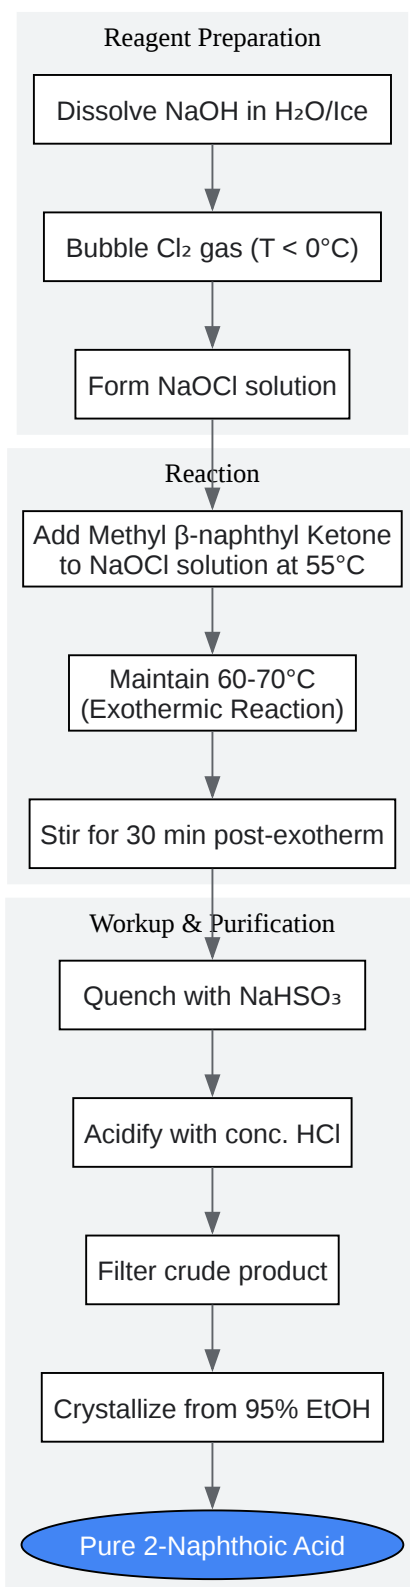 Reagent Preparation
Dissolve NaOH in H₂O/Ice
Bubble Cl₂ gas (T < 0°C)
Form NaOCl solution
Reaction
Add Methyl β-naphthyl Ketone
to NaOCl solution at 55°C
Maintain 60-70°C
(Exothermic Reaction)
Stir for 30 min post-exotherm
Workup & Purification
Quench with NaHSO₃
Acidify with conc. HCl
Filter crude product
Crystallize from 95% EtOH
Pure 2-Naphthoic Acid